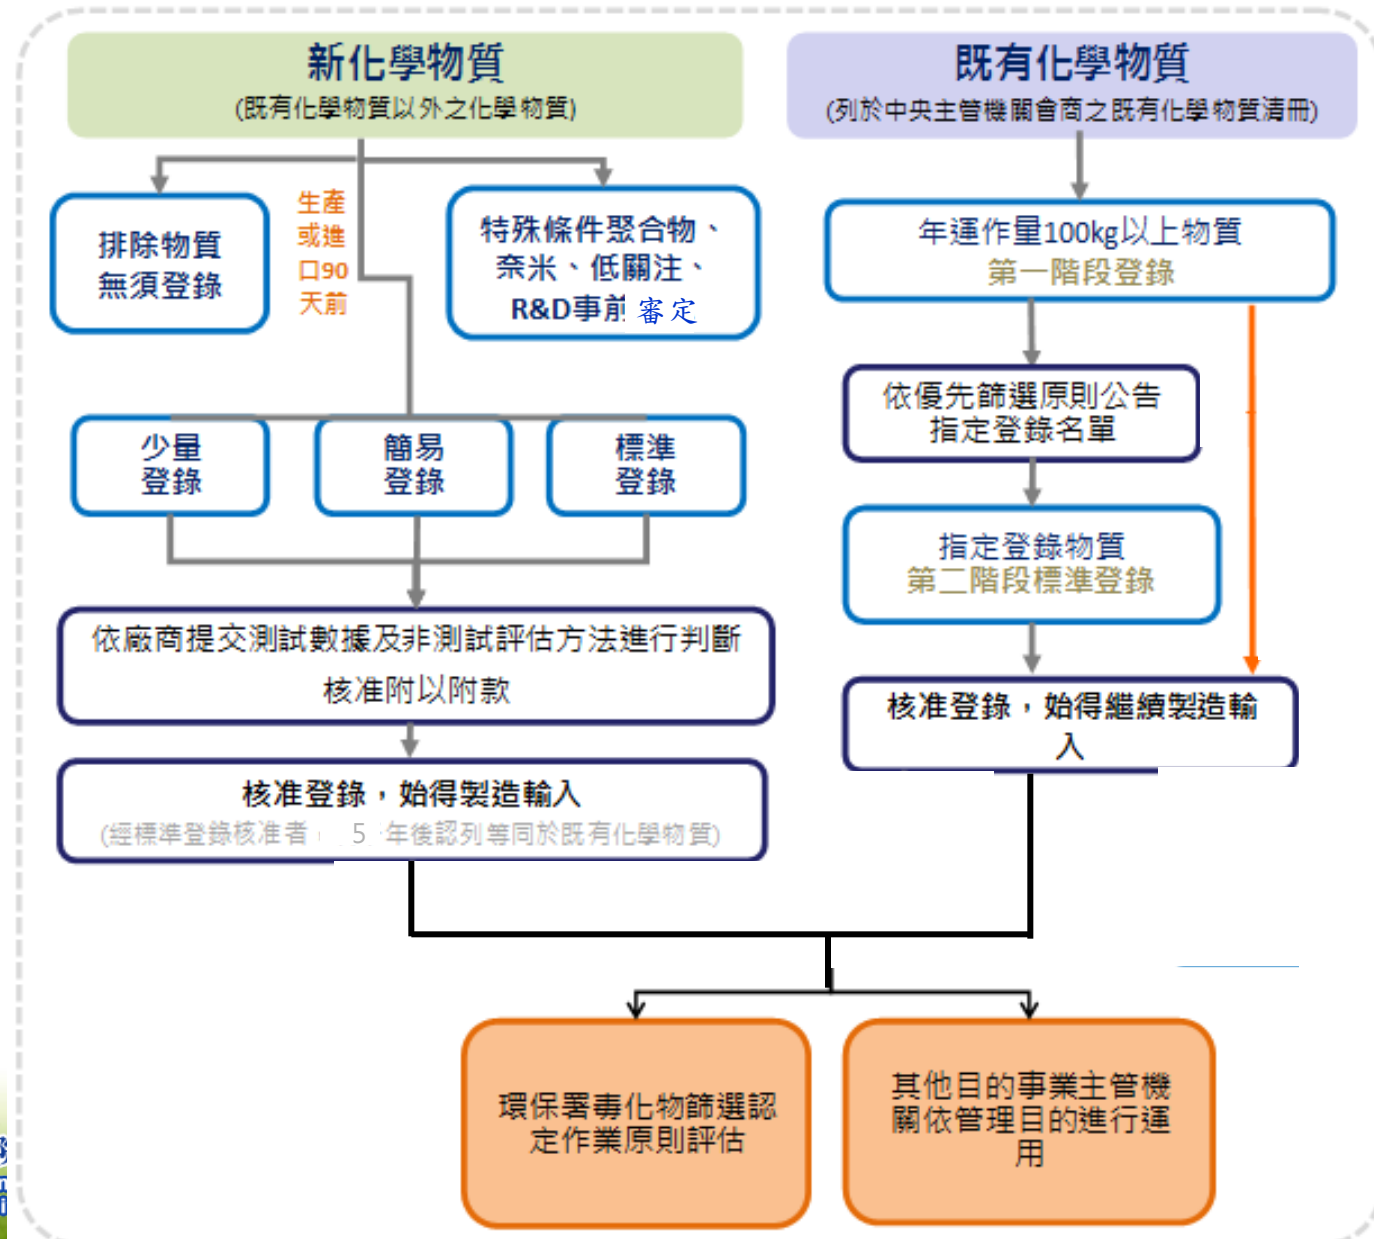 新化學物質
(既有化學物質以外之化學物質)
排除物質
無須登錄
生產
或進
口90
天前
特殊條件聚合物、
奈米、低關注、
R&D事前 審定
少量
登錄
簡易
登錄
標準
登錄
依廠商提交測試數據及非測試評估方法進行判斷
核准附以附款
核准登錄，始得製造輸入
(經標準登錄核准者 5 年後認列等同於既有化學物質)
既有化學物質
(列於中央主管機關會商之既有化學物質清冊)
年運作量100kg以上物質
第一階段登錄
依優先篩選原則公告
指定登錄名單
指定登錄物質
第二階段標準登錄
核准登錄，始得繼續製造輸
入
環保署毒化物篩選認
定作業原則評估
其他目的事業主管機
關依管理目的進行運
用